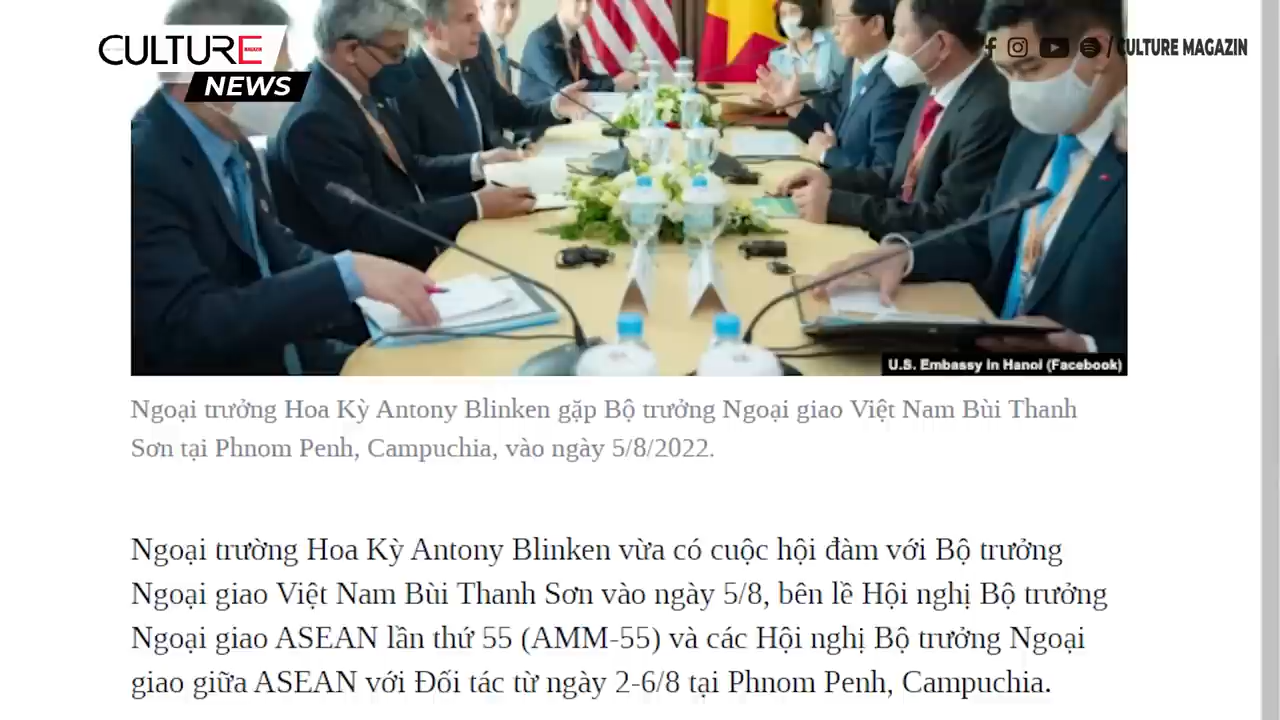 CULTURE
NEWS
/ CULTURE MAGAZIN
U.S. Embassy in Hanoi (Facebook)
Ngoại trưởng Hoa Kỳ Antony Blinken gặp Bộ trưởng Ngoại giao Việt Nam Bùi Thanh
Sơn tại Phnom Penh, Campuchia, vào ngày 5/8/2022.
Ngoại trường Hoa Kỳ Antony Blinken vừa có cuộc hội đàm với Bộ trưởng
Ngoại giao Việt Nam Bùi Thanh Sơn vào ngày 5/8, bên lề Hội nghị Bộ trưởng
Ngoại giao ASEAN lần thứ 55 (AMM-55) và các Hội nghị Bộ trưởng Ngoại
giao giữa ASEAN với Đối tác từ ngày 2-6/8 tại Phnom Penh, Campuchia.